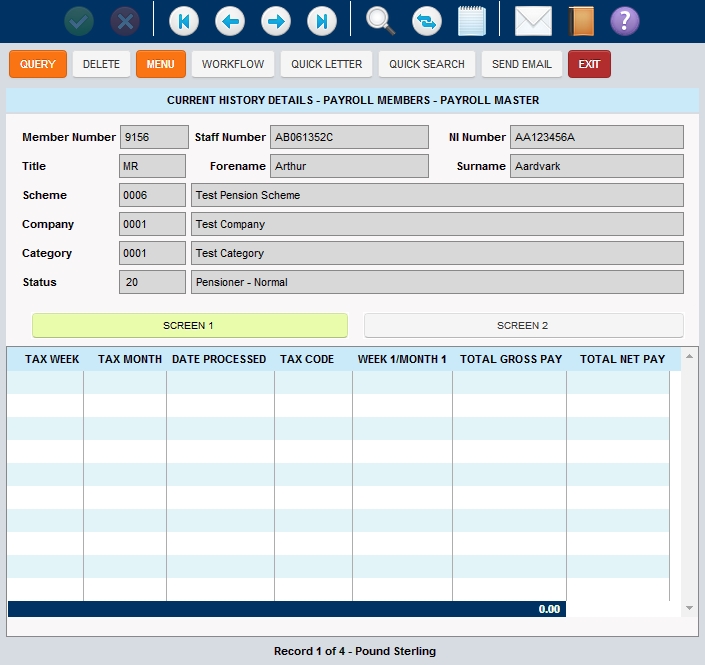 ?
QUERY DELETE MENU WORKFLOW QUICK LETTER QUICK SEARCH SEND EMAIL EXIT
CURRENT HISTORY DETAILS - PAYROLL MEMBERS - PAYROLL MASTER
Member Number 9156 Staff Number AB061352C NI Number AA123456A
Title MR Forename Arthur Surname Aardvark
Scheme 0006 Test Pension Scheme
Company 0001 Test Company
Category 0001 Test Category
Status 20 Pensioner - Normal
SCREEN 1 SCREEN 2
TAX WEEK TAX MONTH DATE PROCESSED TAX CODE WEEK 1/MONTH 1 TOTAL GROSS PAY TOTAL NET PAY
0.00
Record 1 of 4 - Pound Sterling